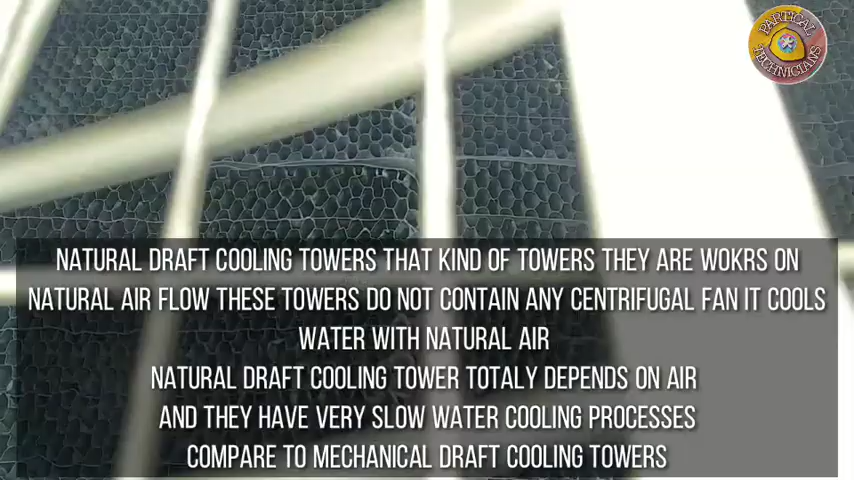 PARTICAL
TECHNICIANS
NATURAL DRAFT COOLING TOWERS THAT KIND OF TOWERS THEY ARE WOKRS ON
NATURAL AIR FLOW THESE TOWERS DO NOT CONTAIN ANY CENTRIFUGAL FAN IT COOLS
WATER WITH NATURAL AIR
NATURAL DRAFT COOLING TOWER TOTALY DEPENDS ON AIR
AND THEY HAVE VERY SLOW WATER COOLING PROCESSES
COMPARE TO MECHANICAL DRAFT COOLING TOWERS